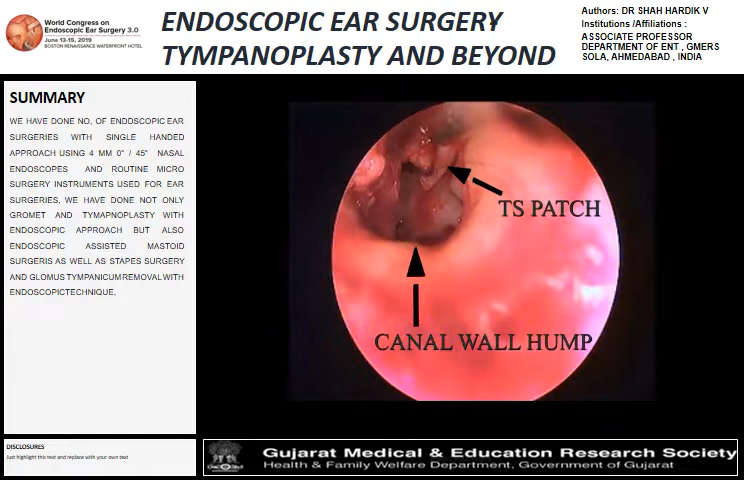 World Congress on
Endoscopic Ear Surgery 3.0
June 13-15, 2019
BOSTON RENAISSANCE WATERFRONT HOTEL
ENDOSCOPIC EAR SURGERY
TYMPANOPLASTY AND BEYOND
Authors: DR SHAH HARDIK V
Institutions /Affiliations :
ASSOCIATE PROFESSOR
DEPARTMENT OF ENT , GMERS
SOLA, AHMEDABAD , INDIA
SUMMARY
WE HAVE DONE NO, OF ENDDSCOPIC EAR
SURGERIES WITH SINGLE HANDED
APPROACH USING 4 MM 0° / 45° NASAL
ENDOSCOPES AND ROUTINE MICRO
SURGERY INSTRUMENTS USED FOR EAR
SURGERIES, WE HAVE DONE NOT ONLY
GROMET AND TYMAPNOPLASTY WITH
ENDOSCOPIC APPROACH BUT ALSO
ENDOSCOPIC ASSISTED MASTOID
SURGERIS AS WELL AS STAPES SURGERY
AND GLOMUS TYMPANICUM REMOVAL WITH
ENDOSCOPIC TECHNIQUE,
TS PATCH
CANAL WALL HUMP
DISCLOSURES
Just highlight this text and replace with your own text
Gujarat Medical & Education Research Society
Health & Family Welfare Department, Government of Gujarat